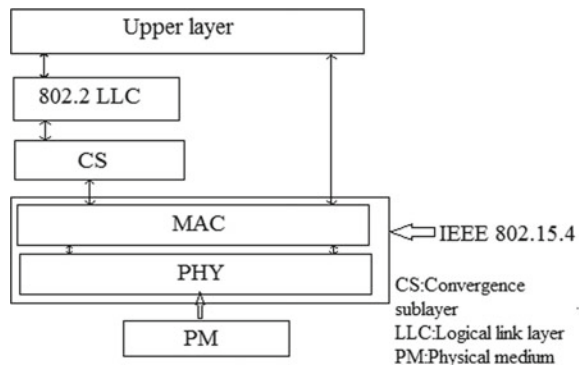 Upper layer
802.2 LLC
CS
MAC
IEEE 802.15.4
PHY
CS:Convergence
sublayer
LLC:Logical link layer
PM:Physical medium
PM